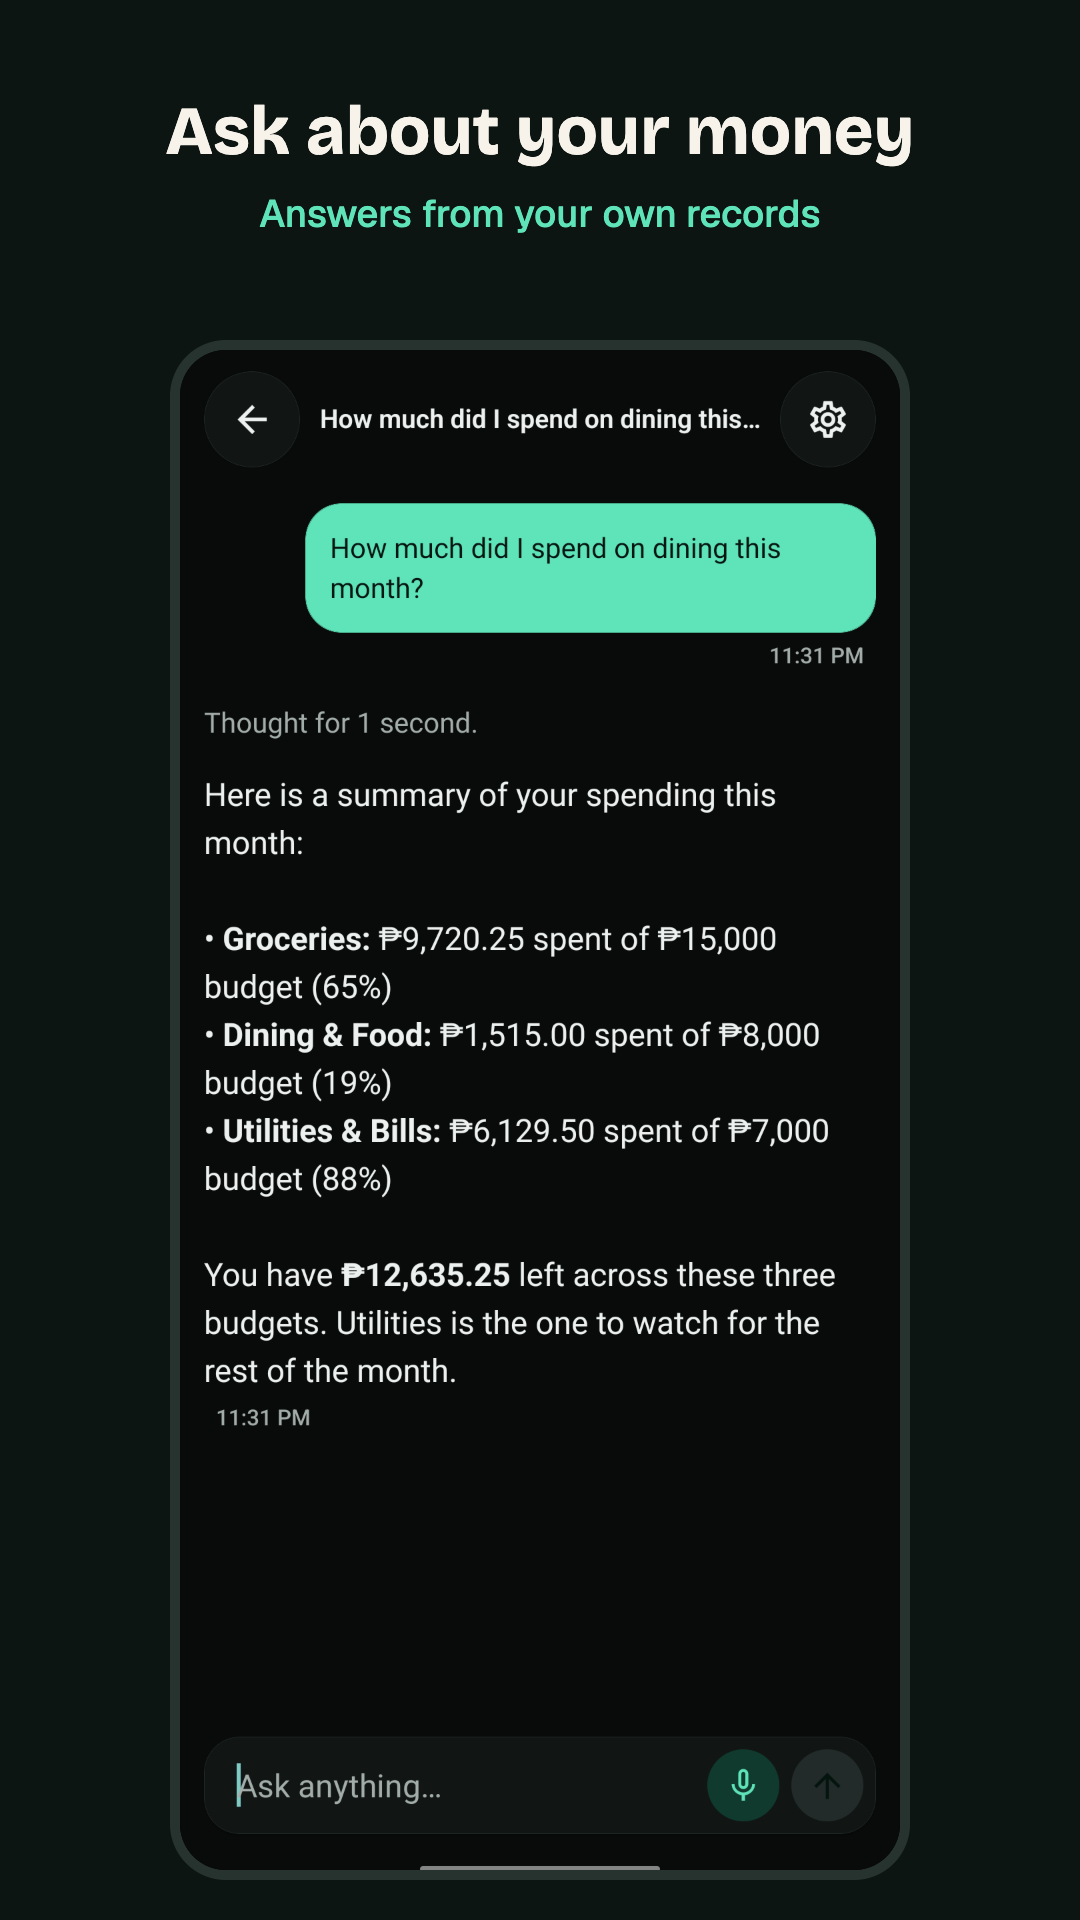 Ask about your money
Answers from your own records
How much did I spend on dining this...
How much did I spend on dining this
month?
11:31 PM
Thought for 1 second.
Here is a summary of your spending this
month:
• Groceries: ₱9,720.25 spent of ₱15,000
budget (65%)
• Dining & Food: ₱1,515.00 spent of ₱8,000
budget (19%)
• Utilities & Bills: ₱6,129.50 spent of ₱7,000
budget (88%)
You have ₱12,635.25 left across these three
budgets. Utilities is the one to watch for the
rest of the month.
11:31 PM
Ask anything...